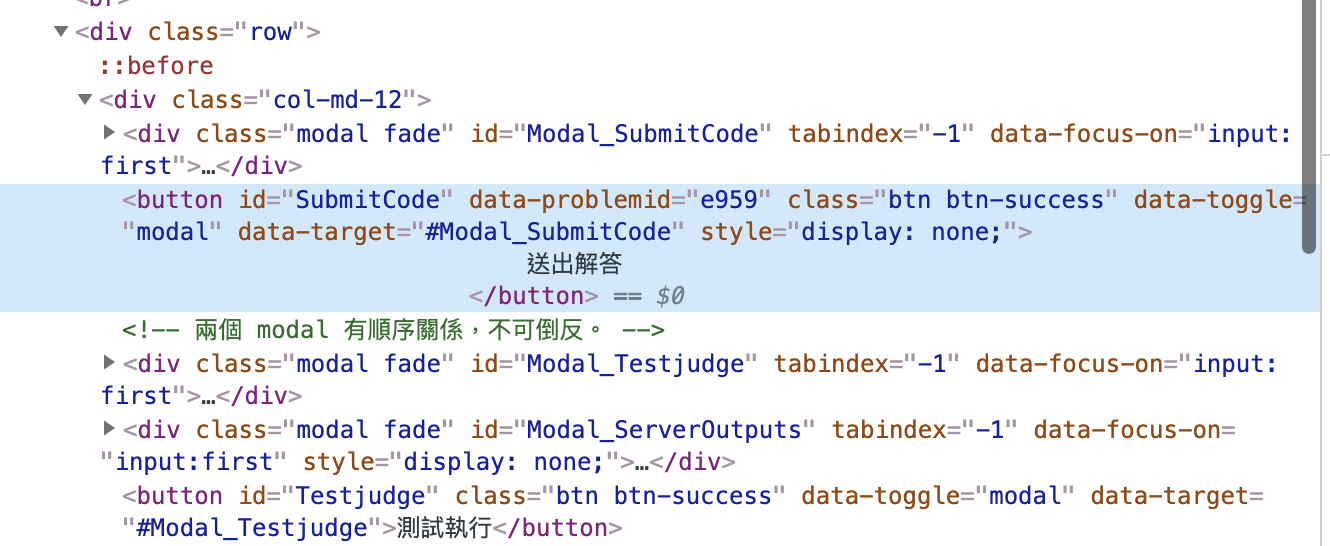 <br>
▼<div class="row">
::before
▼<div class="col-md-12">
▶<div class="modal fade" id="Modal_SubmitCode" tabindex="-1" data-focus-on="input:
first">…</div>
<button id="SubmitCode" data-problemid="e959" class="btn btn-success" data-toggle=
"modal" data-target="#Modal_SubmitCode" style="display: none;">
送出解答
</button> == $0
<!-- 兩個 modal 有順序關係，不可倒反。 -->
▶<div class="modal fade" id="Modal_Testjudge" tabindex="-1" data-focus-on="input:
first">…</div>
▶<div class="modal fade" id="Modal_ServerOutputs" tabindex="-1" data-focus-on=
"input:first" style="display: none;">…</div>
<button id="Testjudge" class="btn btn-success" data-toggle="modal" data-target=
"#Modal_Testjudge">測試執行</button>